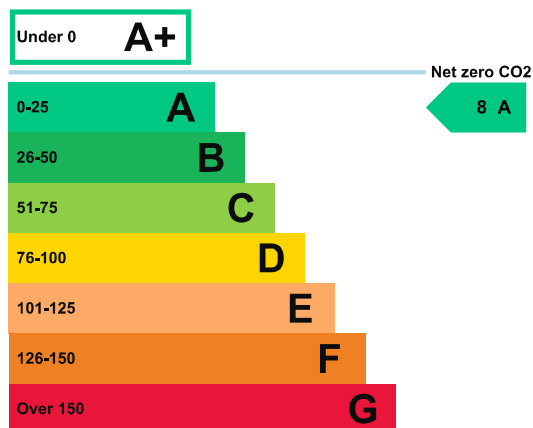 Under 0 A+
Net zero CO2
0-25 A
8 A
26-50 B
51-75 C
76-100 D
101-125 E
126-150 F
Over 150 G